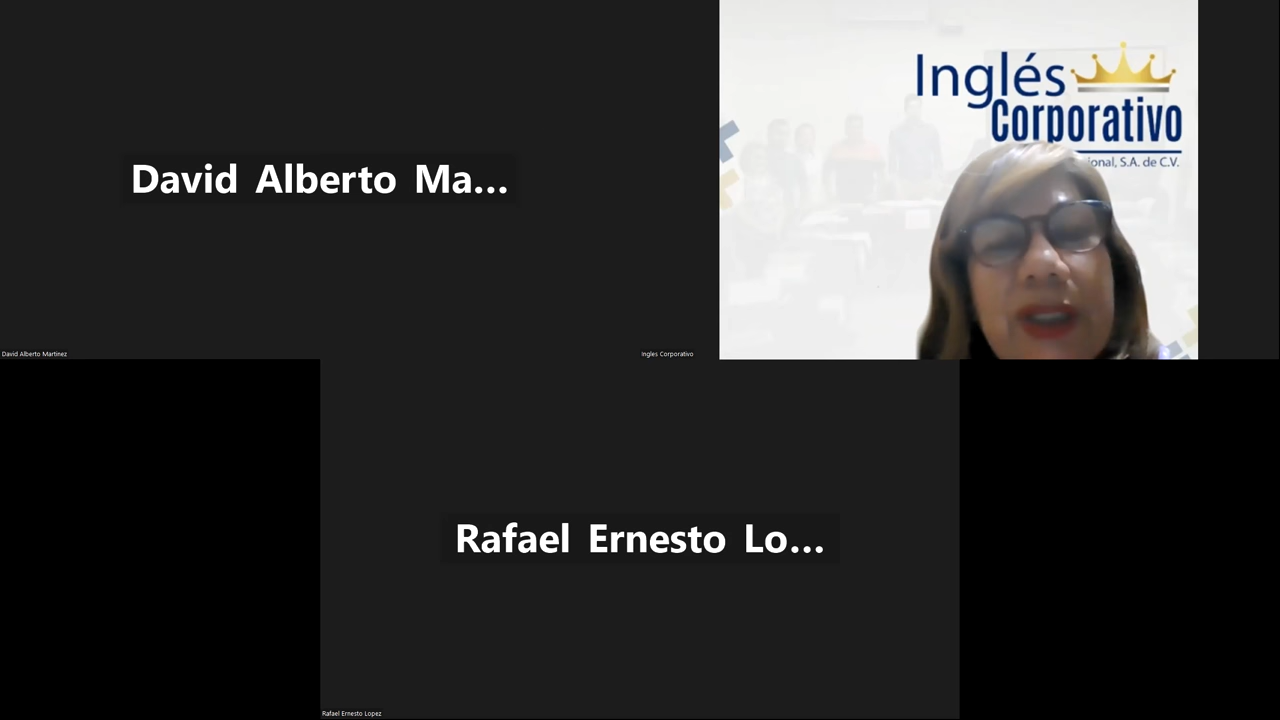 David Alberto Ma...
David Alberto Martinez
Inglés
Corporativo
ional, S.A. de C.V.
Ingles Corporativo
Rafael Ernesto Lo...
Rafael Ernesto Lopez